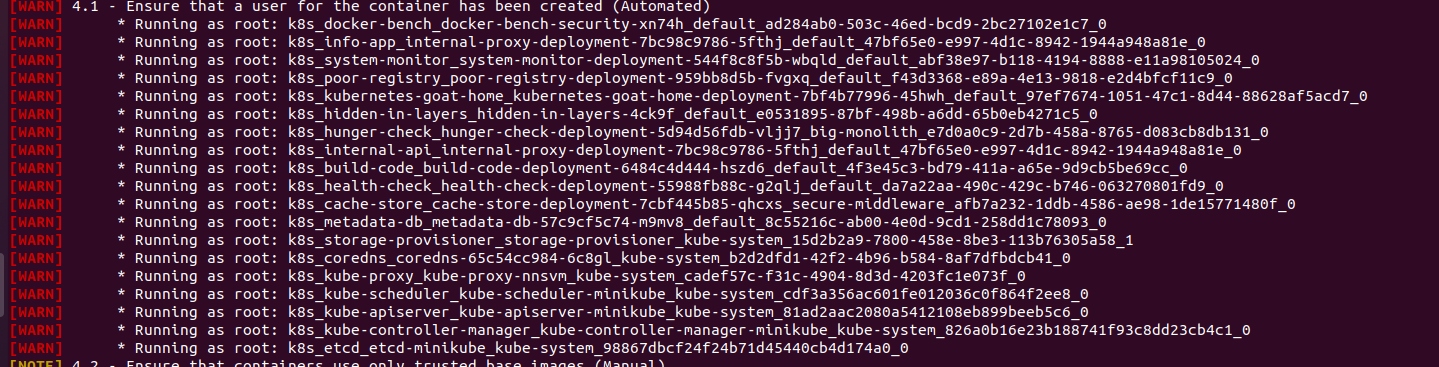 [WARN] 4.1 - Ensure that a user for the container has been created (Automated)
[WARN] * Running as root: k8s_docker-bench_docker-bench-security-xn74h_default_ad284ab0-503c-46ed-bcd9-2bc27102e1c7_0
[WARN] * Running as root: k8s_info-app_internal-proxy-deployment-7bc98c9786-5fthj_default_47bf65e0-e997-4d1c-8942-1944a948a81e_0
[WARN] * Running as root: k8s_system-monitor_system-monitor-deployment-544f8c8f5b-wbqld_default_abf38e97-b118-4194-8888-e11a98105024_0
[WARN] * Running as root: k8s_poor-registry_poor-registry-deployment-959bb8d5b-fvgxq_default_f43d3368-e89a-4e13-9818-e2d4bfcf11c9_0
[WARN] * Running as root: k8s_kubernetes-goat-home_kubernetes-goat-home-deployment-7bf4b77996-45hwh_default_97ef7674-1051-47c1-8d44-88628af5acd7_0
[WARN] * Running as root: k8s_hidden-in-layers_hidden-in-layers-4ck9f_default_e0531895-87bf-498b-a6dd-65b0eb4271c5_0
[WARN] * Running as root: k8s_hunger-check_hunger-check-deployment-5d94d56fdb-vljj7_big-monolith_e7d0a0c9-2d7b-458a-8765-d083cb8db131_0
[WARN] * Running as root: k8s_internal-api_internal-proxy-deployment-7bc98c9786-5fthj_default_47bf65e0-e997-4d1c-8942-1944a948a81e_0
[WARN] * Running as root: k8s_build-code_build-code-deployment-6484c4d444-hszd6_default_4f3e45c3-bd79-411a-a65e-9d9cb5be69cc_0
[WARN] * Running as root: k8s_health-check_health-check-deployment-55988fb88c-g2qlj_default_da7a22aa-490c-429c-b746-063270801fd9_0
[WARN] * Running as root: k8s_cache-store_cache-store-deployment-7cbf445b85-qhcxs_secure-middleware_afb7a232-1ddb-4586-ae98-1de15771480f_0
[WARN] * Running as root: k8s_metadata-db_metadata-db-57c9cf5c74-m9mv8_default_8c55216c-ab00-4e0d-9cd1-258dd1c78093_0
[WARN] * Running as root: k8s_storage-provisioner_storage-provisioner_kube-system_15d2b2a9-7800-458e-8be3-113b76305a58_1
[WARN] * Running as root: k8s_coredns_coredns-65c54cc984-6c8gl_kube-system_b2d2dfd1-42f2-4b96-b584-8af7dfbdcb41_0
[WARN] * Running as root: k8s_kube-proxy_kube-proxy-nnsvm_kube-system_cadef57c-f31c-4904-8d3d-4203fc1e073f_0
[WARN] * Running as root: k8s_kube-scheduler_kube-scheduler-minikube_kube-system_cdf3a356ac601fe012036c0f864f2ee8_0
[WARN] * Running as root: k8s_kube-apiserver_kube-apiserver-minikube_kube-system_81ad2aac2080a5412108eb899beeb5c6_0
[WARN] * Running as root: k8s_kube-controller-manager_kube-controller-manager-minikube_kube-system_826a0b16e23b188741f93c8dd23cb4c1_0
[WARN] * Running as root: k8s_etcd_etcd-minikube_kube-system_98867dbcf24f24b71d45440cb4d174a0_0
[NOTE] 4.2 - Ensure that containers use only trusted base images (Manual)